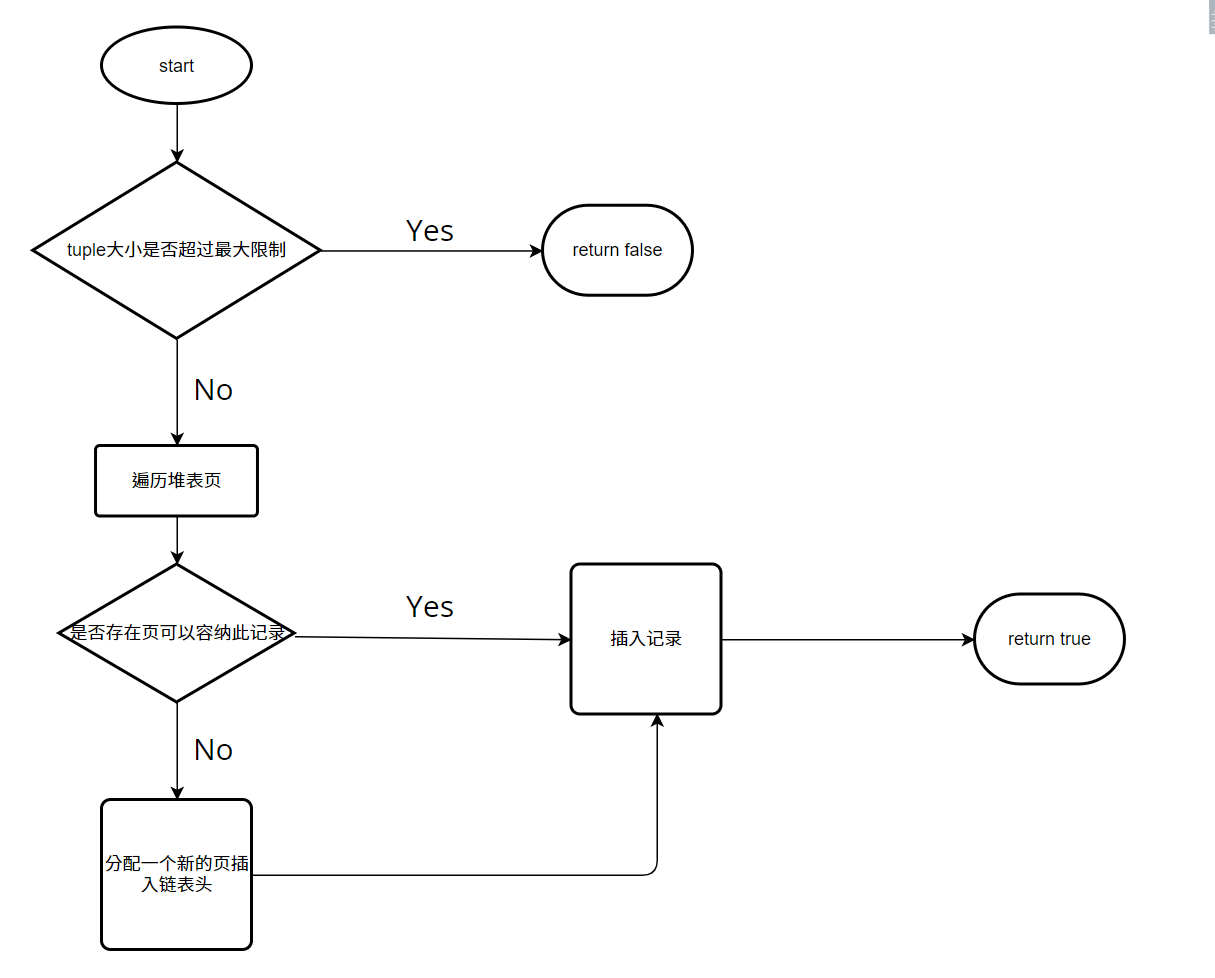 start
tuple大小是否超过最大限制
Yes
return false
No
遍历堆表页
是否存在页可以容纳此记录
Yes
插入记录
return true
No
分配一个新的页插
入链表头